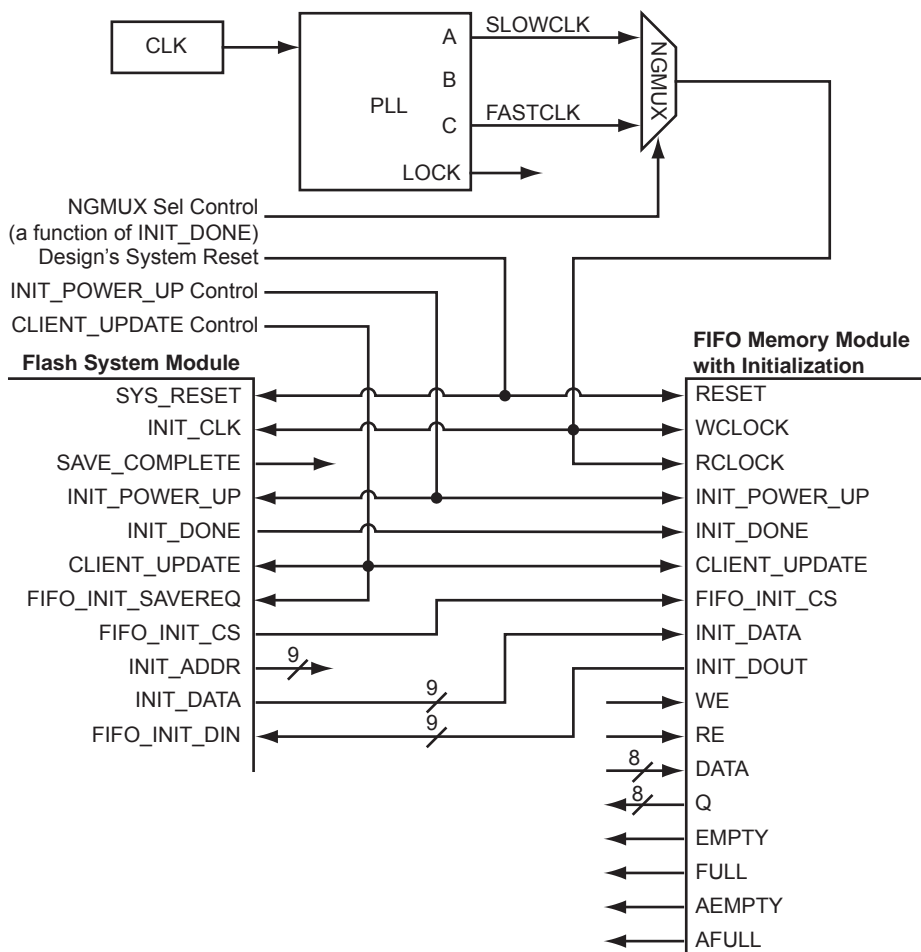 CLK
PLL
A
B
C
LOCK
SLOWCLK
FASTCLK
NGMUX
NGMUX Sel Control
(a function of INIT_DONE)
Design's System Reset
INIT_POWER_UP Control
CLIENT_UPDATE Control
Flash System Module
SYS_RESET
INIT_CLK
SAVE_COMPLETE
INIT_POWER_UP
INIT_DONE
CLIENT_UPDATE
FIFO_INIT_SAVEREQ
FIFO_INIT_CS
INIT_ADDR
9
INIT_DATA
9
FIFO_INIT_DIN
9
FIFO Memory Module
with Initialization
RESET
WCLOCK
RCLOCK
INIT_POWER_UP
INIT_DONE
CLIENT_UPDATE
FIFO_INIT_CS
INIT_DATA
INIT_DOUT
WE
RE
8
DATA
8
Q
EMPTY
FULL
AEMPTY
AFULL